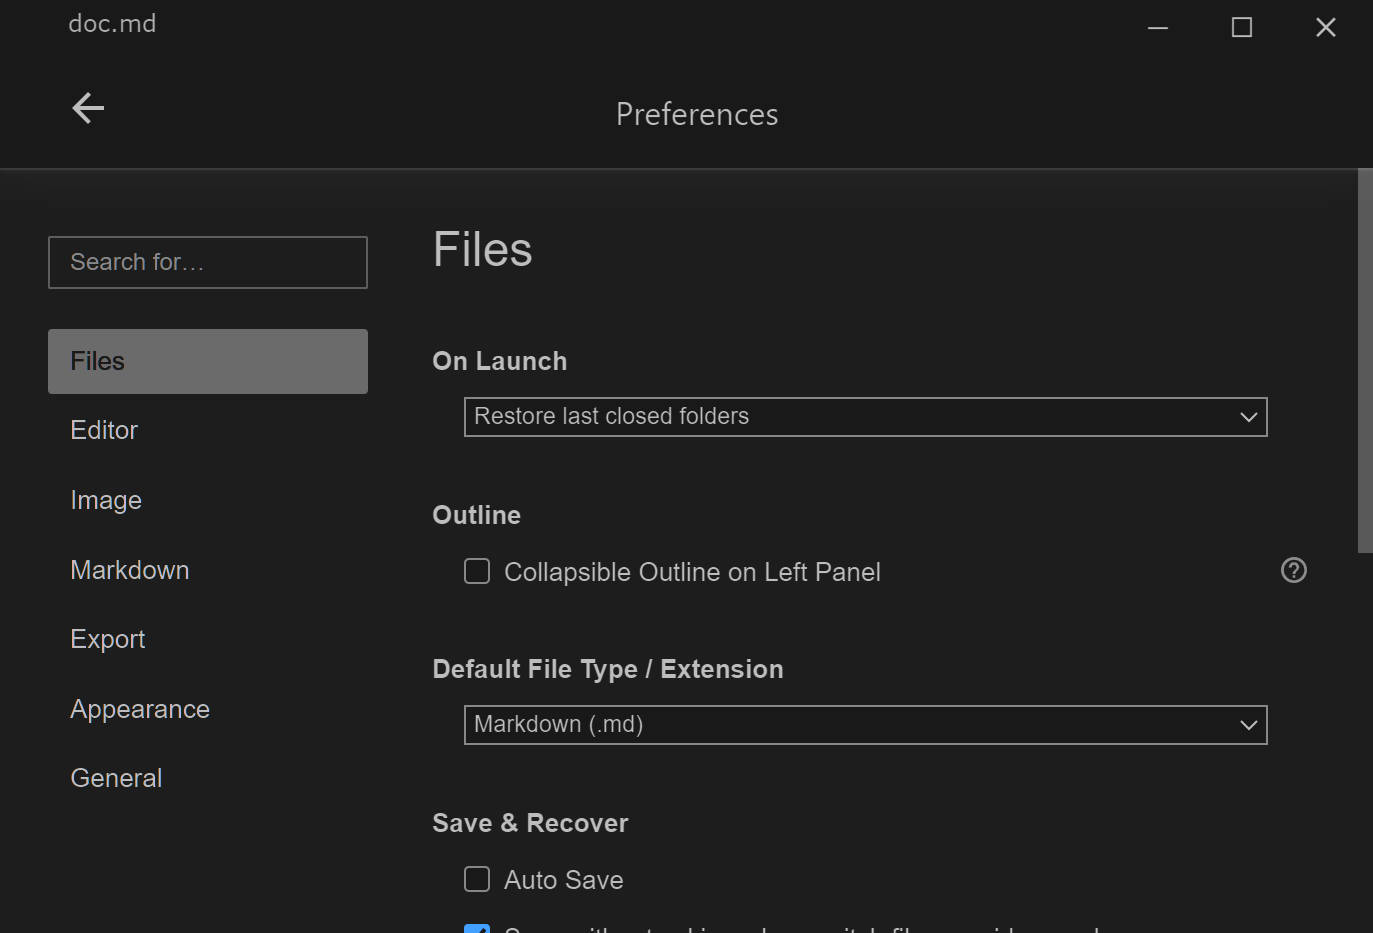 doc.md
Preferences
Search for…
Files
Editor
Image
Markdown
Export
Appearance
General
Files
On Launch
Restore last closed folders
Outline
Collapsible Outline on Left Panel
Default File Type / Extension
Markdown (.md)
Save & Recover
Auto Save